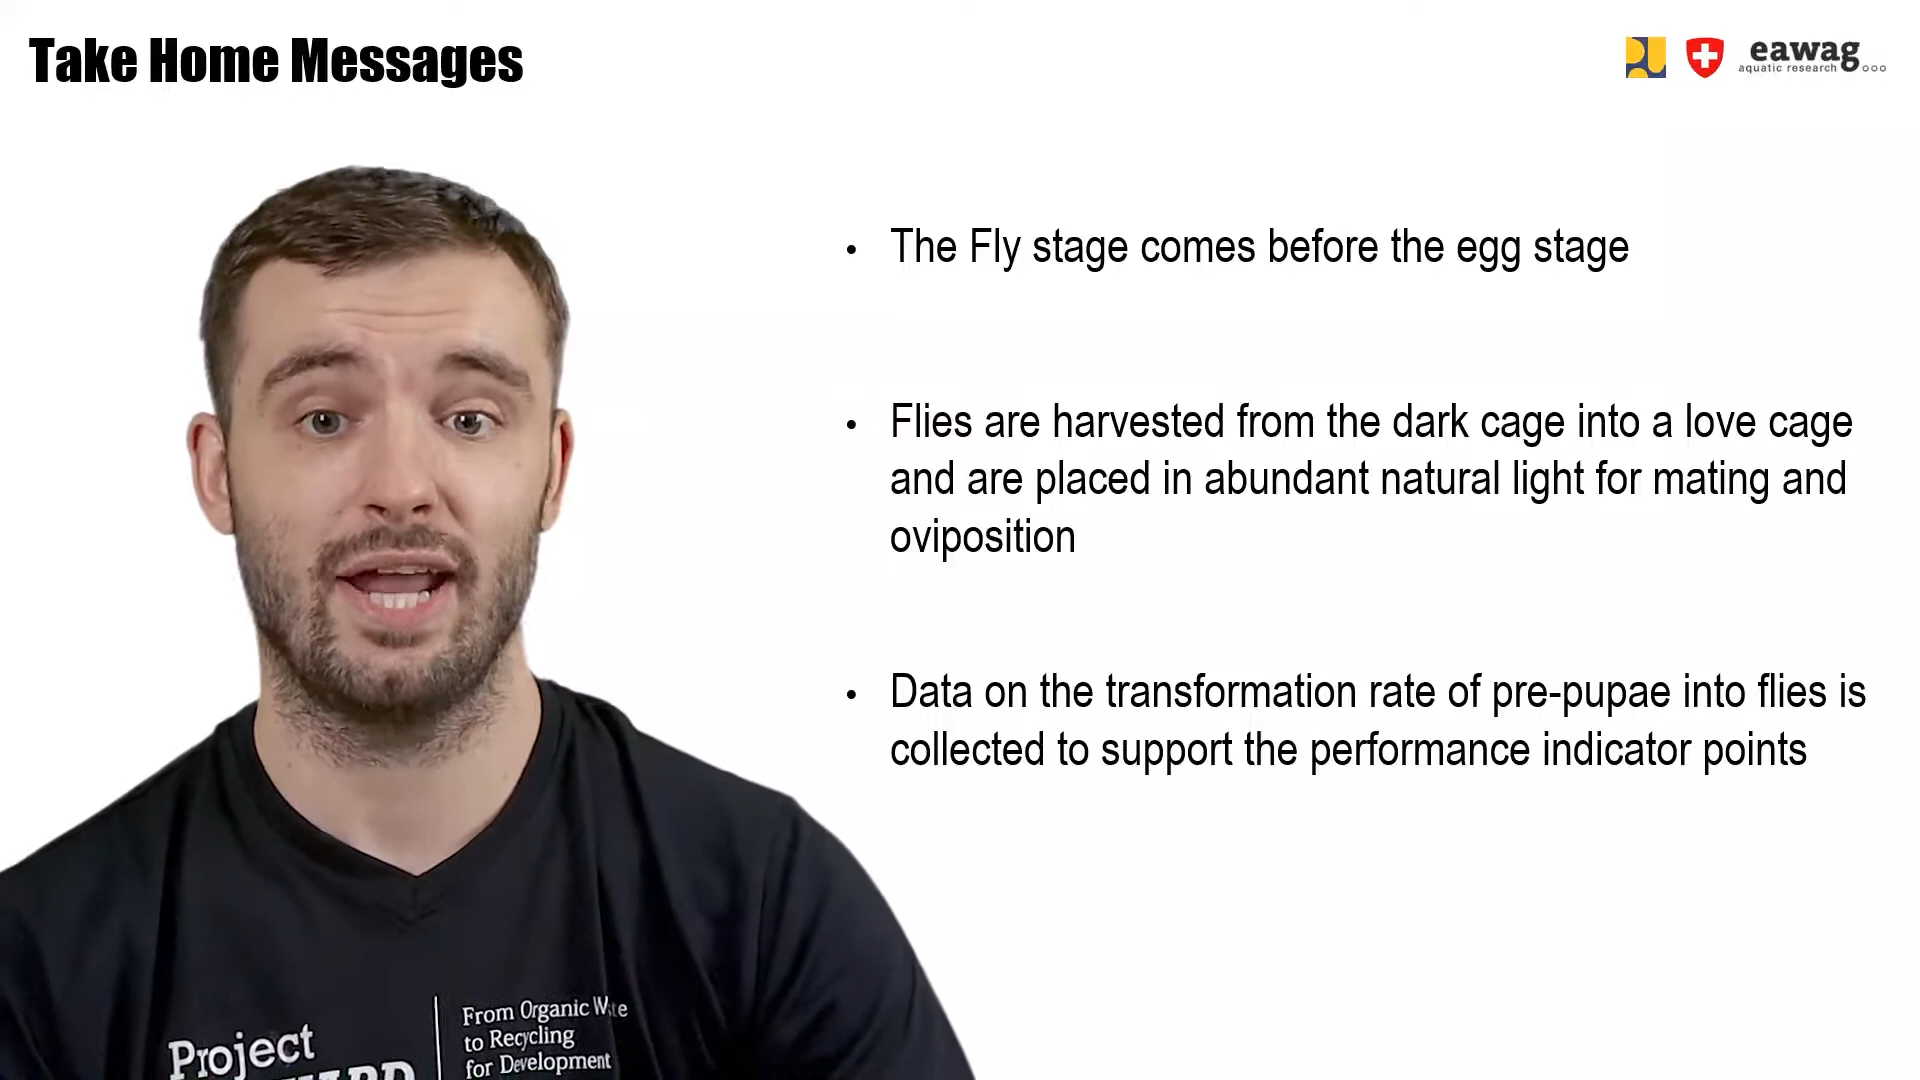 Take Home Messages
eawag
aquatic research
• The Fly stage comes before the egg stage
• Flies are harvested from the dark cage into a love cage
and are placed in abundant natural light for mating and
oviposition
• Data on the transformation rate of pre-pupae into flies is
collected to support the performance indicator points
Project
From Organic
to Recycling
for Development